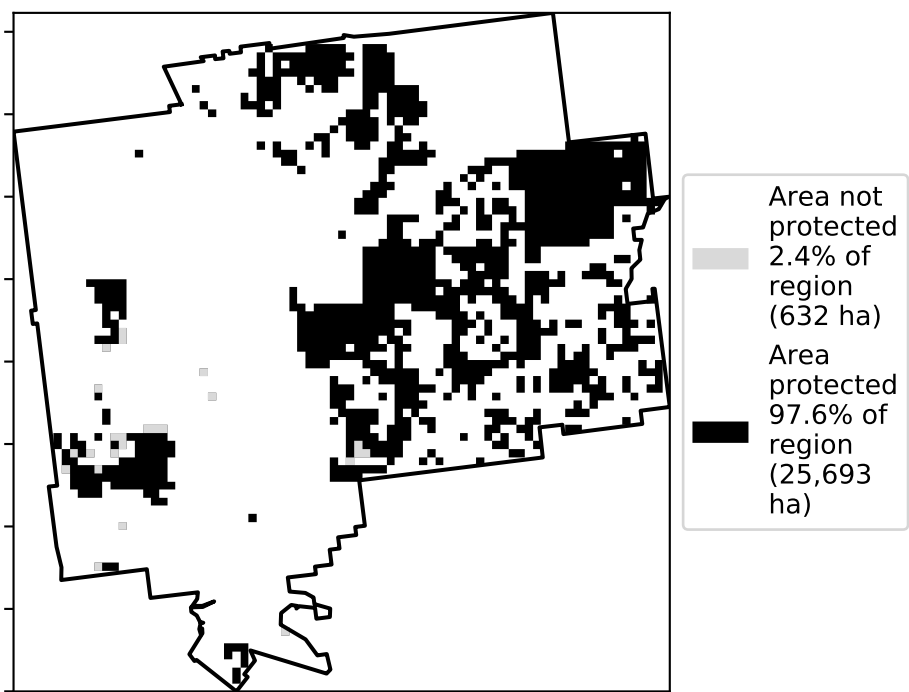 Area not
protected
2.4% of
region
(632 ha)
Area
protected
97.6% of
region
(25,693
ha)